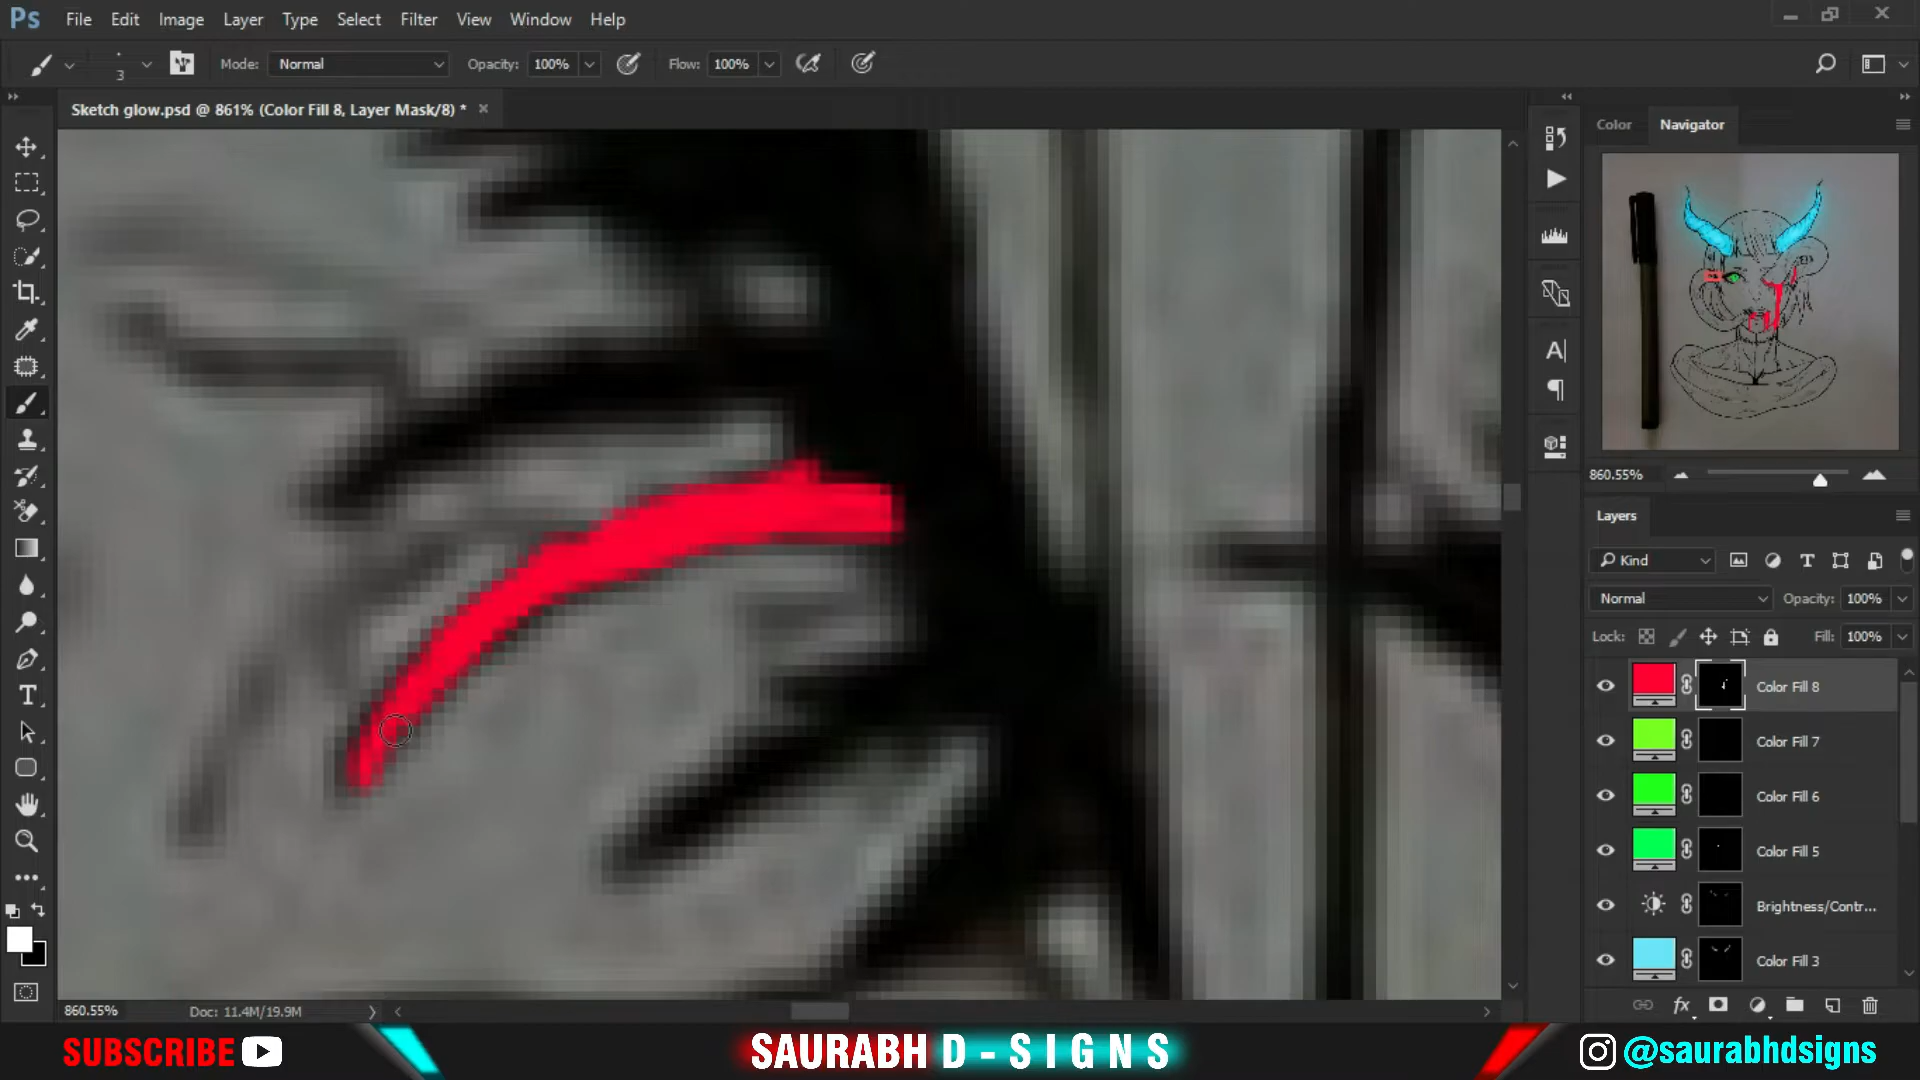 Ps File Edit Image Layer Type Select Filter View Window Help
3 Mode: Normal Opacity: 100% Flow: 100%
Sketch glow.psd @ 861% (Color Fill 8, Layer Mask/8) *
Color Navigator
860.55%
Layers
Kind
Normal Opacity: 100%
Lock: Fill: 100%
Color Fill 8
Color Fill 7
Color Fill 6
Color Fill 5
Brightness/Contr...
Color Fill 3
860.55% Doc: 11.4M/19.9M
SUBSCRIBE
SAURABH D-SIGNS
@saurabhdsigns